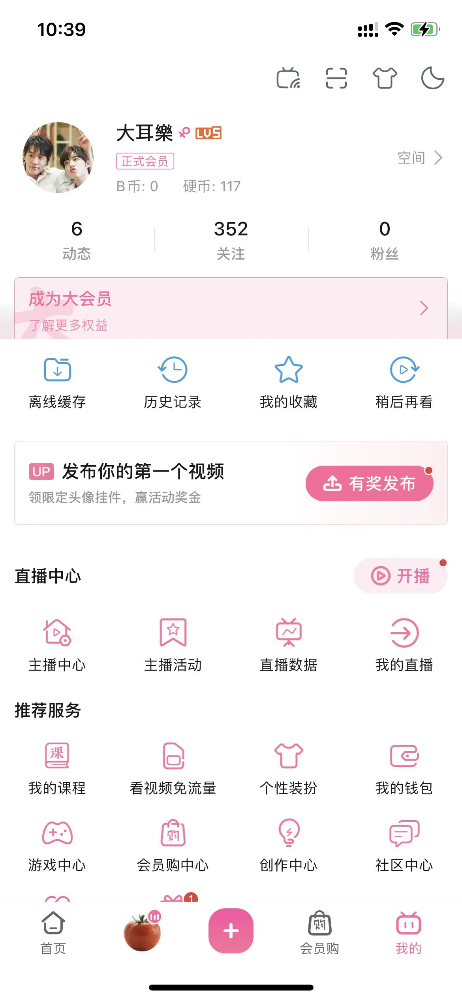 10:39
大耳樂 LV5
正式会员
空间
B币: 0 硬币: 117
6 352 0
动态 关注 粉丝
成为大会员
了解更多权益
离线缓存 历史记录 我的收藏 稍后再看
UP 发布你的第一个视频
领限定头像挂件，赢活动奖金
有奖发布
直播中心 开播
主播中心 主播活动 直播数据 我的直播
推荐服务
课
我的课程 看视频免流量 个性装扮 我的钱包
购
游戏中心 会员购中心 创作中心 社区中心
1
购
首页 会员购 我的